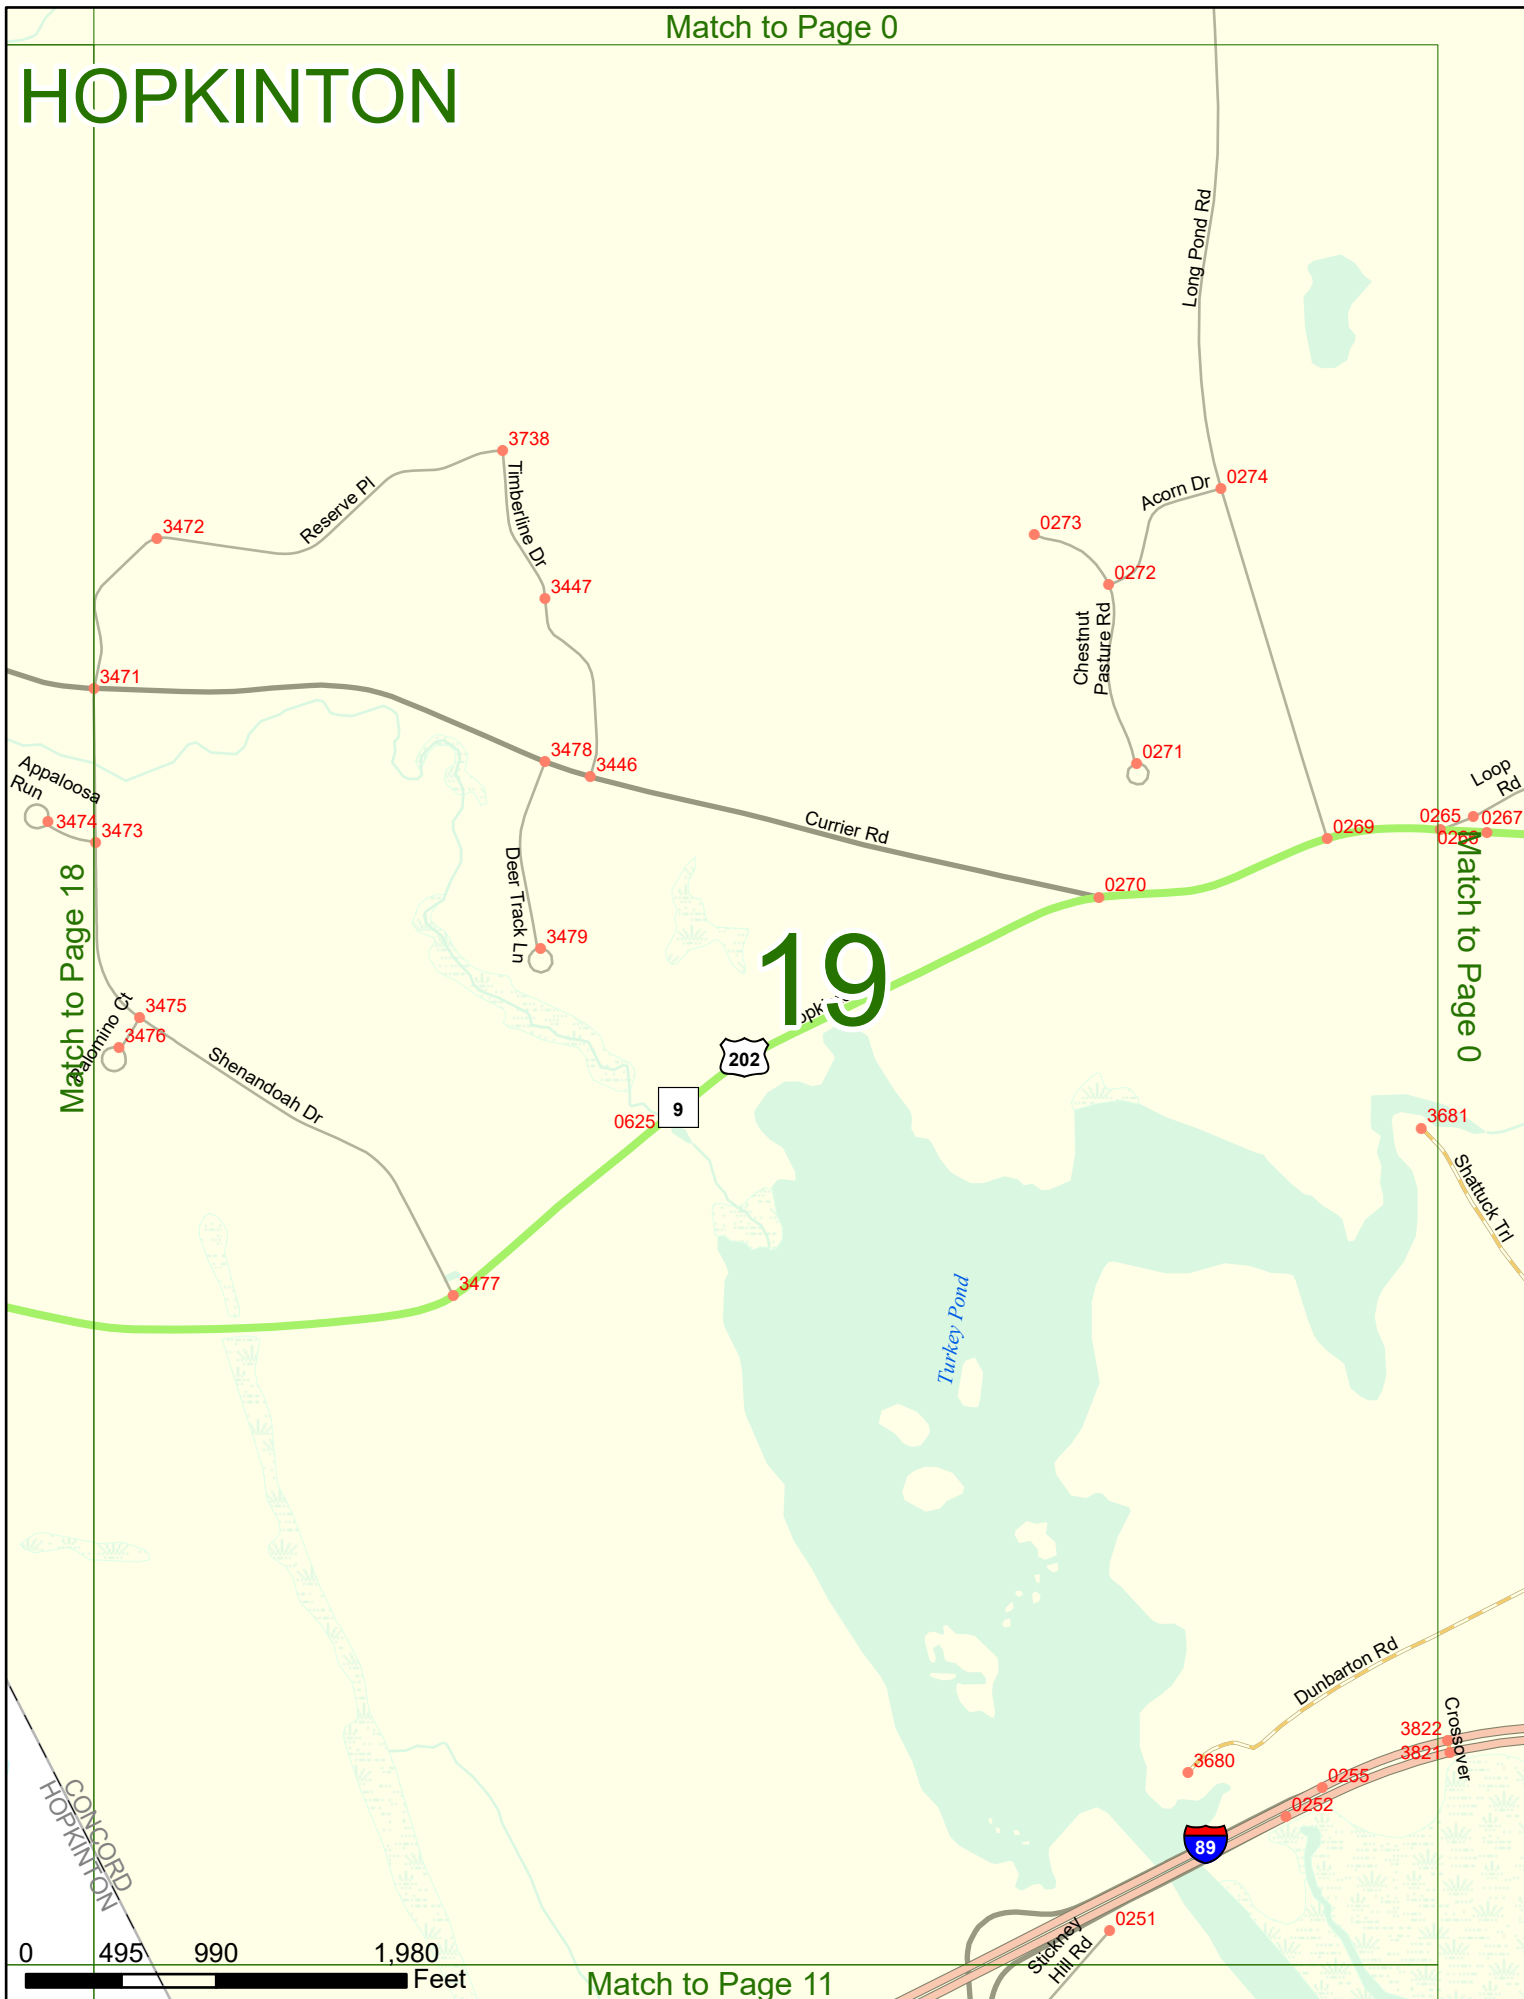 Match to Page 0
HOPKINTON
Long Pond Rd
3738
Timberline Dr
Reserve Pl
3472
0274
Acorn Dr
0273
0272
3447
Chestnut
Pasture Rd
3471
3478
3446
0271
Appaloosa
Run
3474
3473
Loop
Rd
0265
0267
0266
0269
Currier Rd
0270
Match to Page 18
Match to Page 0
Deer Track Ln
3479
19
202
9
0625
3475
Palomino Ct
3476
Shenandoah Dr
3681
Shattuck Trl
3477
Turkey Pond
Dunbarton Rd
3680
Crossover
3822
3821
0255
0252
89
CONCORD
HOPKINTON
0251
Stickney
Hill Rd
0 495 990 1,980
Feet
Match to Page 11